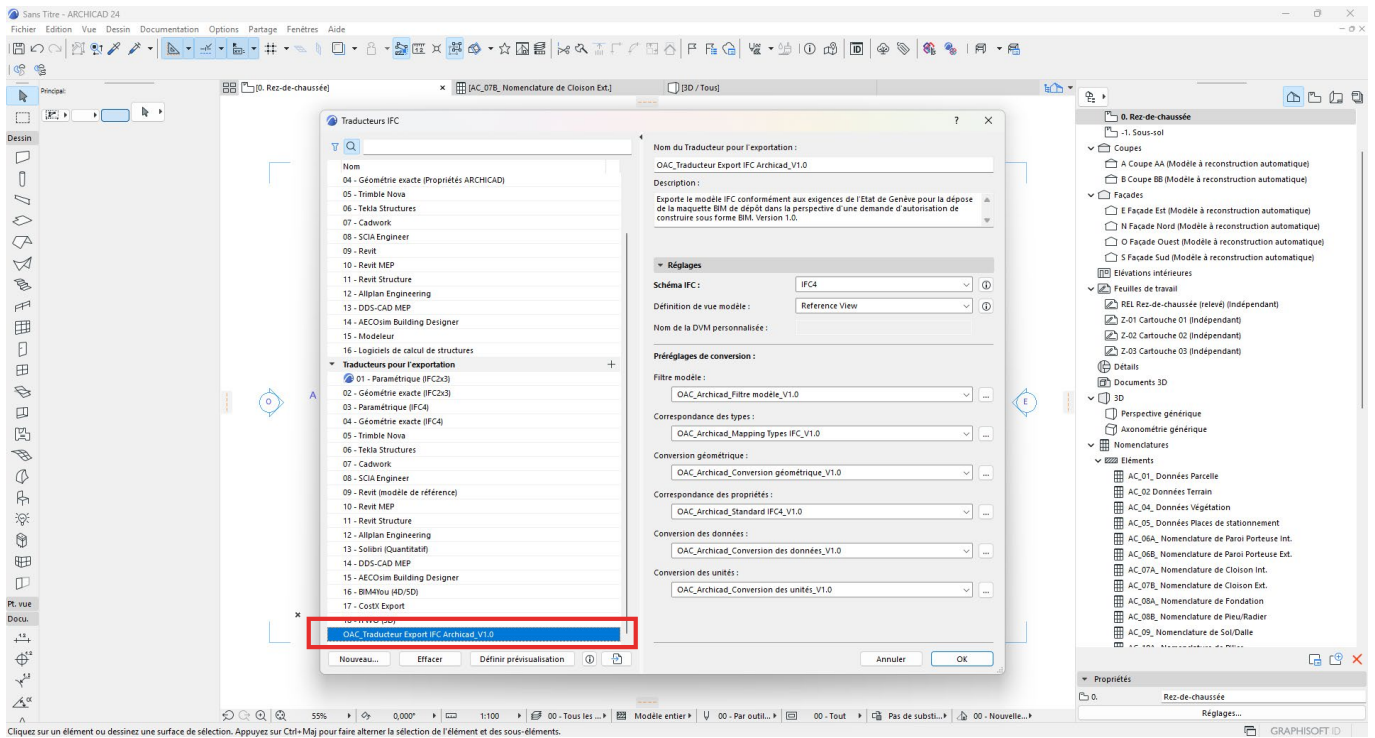 Sans Titre - ARCHICAD 24
Fichier Edition Vue Dessin Documentation Options Partage Fenêtres Aide
Principal:
[0. Rez-de-chaussée]
[AC_07B_ Nomenclature de Cloison Ext.]
[3D / Tous]
Dessin
Pt. vue
Docu.
Traducteurs IFC
Nom
04 - Géométrie exacte (Propriétés ARCHICAD)
05 - Trimble Nova
06 - Tekla Structures
07 - Cadwork
08 - SCIA Engineer
09 - Revit
10 - Revit MEP
11 - Revit Structure
12 - Allplan Engineering
13 - DDS-CAD MEP
14 - AECOsim Building Designer
15 - Modeleur
16 - Logiciels de calcul de structures
Traducteurs pour l'exportation
01 - Paramétrique (IFC2x3)
02 - Géométrie exacte (IFC2x3)
03 - Paramétrique (IFC4)
04 - Géométrie exacte (IFC4)
05 - Trimble Nova
06 - Tekla Structures
07 - Cadwork
08 - SCIA Engineer
09 - Revit (modèle de référence)
10 - Revit MEP
11 - Revit Structure
12 - Allplan Engineering
13 - Solibri (Quantitatif)
14 - DDS-CAD MEP
15 - AECOsim Building Designer
16 - BIM4You (4D/5D)
17 - CostX Export
OAC_Traducteur Export IFC Archicad_V1.0
Nouveau... Effacer Définir prévisualisation
Nom du Traducteur pour l'exportation :
OAC_Traducteur Export IFC Archicad_V1.0
Description :
Exporte le modèle IFC conformément aux exigences de l'Etat de Genève pour la dépose
de la maquette BIM de dépôt dans la perspective d'une demande d'autorisation de
construire sous forme BIM. Version 1.0.
Réglages
Schéma IFC : IFC4
Définition de vue modèle : Reference View
Nom de la DVM personnalisée :
Préréglages de conversion :
Filtre modèle :
OAC_Archicad_Filtre modèle_V1.0
Correspondance des types :
OAC_Archicad_Mapping Types IFC_V1.0
Conversion géométrique :
OAC_Archicad_Conversion géométrique_V1.0
Correspondance des propriétés :
OAC_Archicad_Standard IFC4_V1.0
Conversion des données :
OAC_Archicad_Conversion des données_V1.0
Conversion des unités :
OAC_Archicad_Conversion des unités_V1.0
Annuler OK
O
A
E
0. Rez-de-chaussée
-1. Sous-sol
Coupes
A Coupe AA (Modèle à reconstruction automatique)
B Coupe BB (Modèle à reconstruction automatique)
Façades
E Façade Est (Modèle à reconstruction automatique)
N Façade Nord (Modèle à reconstruction automatique)
O Façade Ouest (Modèle à reconstruction automatique)
S Façade Sud (Modèle à reconstruction automatique)
Elévations intérieures
Feuilles de travail
REL Rez-de-chaussée (relevé) (Indépendant)
Z-01 Cartouche 01 (Indépendant)
Z-02 Cartouche 02 (Indépendant)
Z-03 Cartouche 03 (Indépendant)
Détails
Documents 3D
3D
Perspective générique
Axonométrie générique
Nomenclatures
Eléments
AC_01_ Données Parcelle
AC_02 Données Terrain
AC_04_ Données Végétation
AC_05_ Données Places de stationnement
AC_06A_ Nomenclature de Paroi Porteuse Int.
AC_06B_ Nomenclature de Paroi Porteuse Ext.
AC_07A_ Nomenclature de Cloison Int.
AC_07B_ Nomenclature de Cloison Ext.
AC_08A_ Nomenclature de Fondation
AC_08B_ Nomenclature de Pieu/Radier
AC_09_ Nomenclature de Sol/Dalle
Propriétés
0. Rez-de-chaussée
Réglages...
55% 0,000° 1:100 00 - Tous les ... Modèle entier 00 - Par outil... 00 - Tout Pas de substi... 00 - Nouvelle...
Cliquez sur un élément ou dessinez une surface de sélection. Appuyez sur Ctrl+Maj pour faire alterner la sélection de l'élément et des sous-éléments.
GRAPHISOFT ID